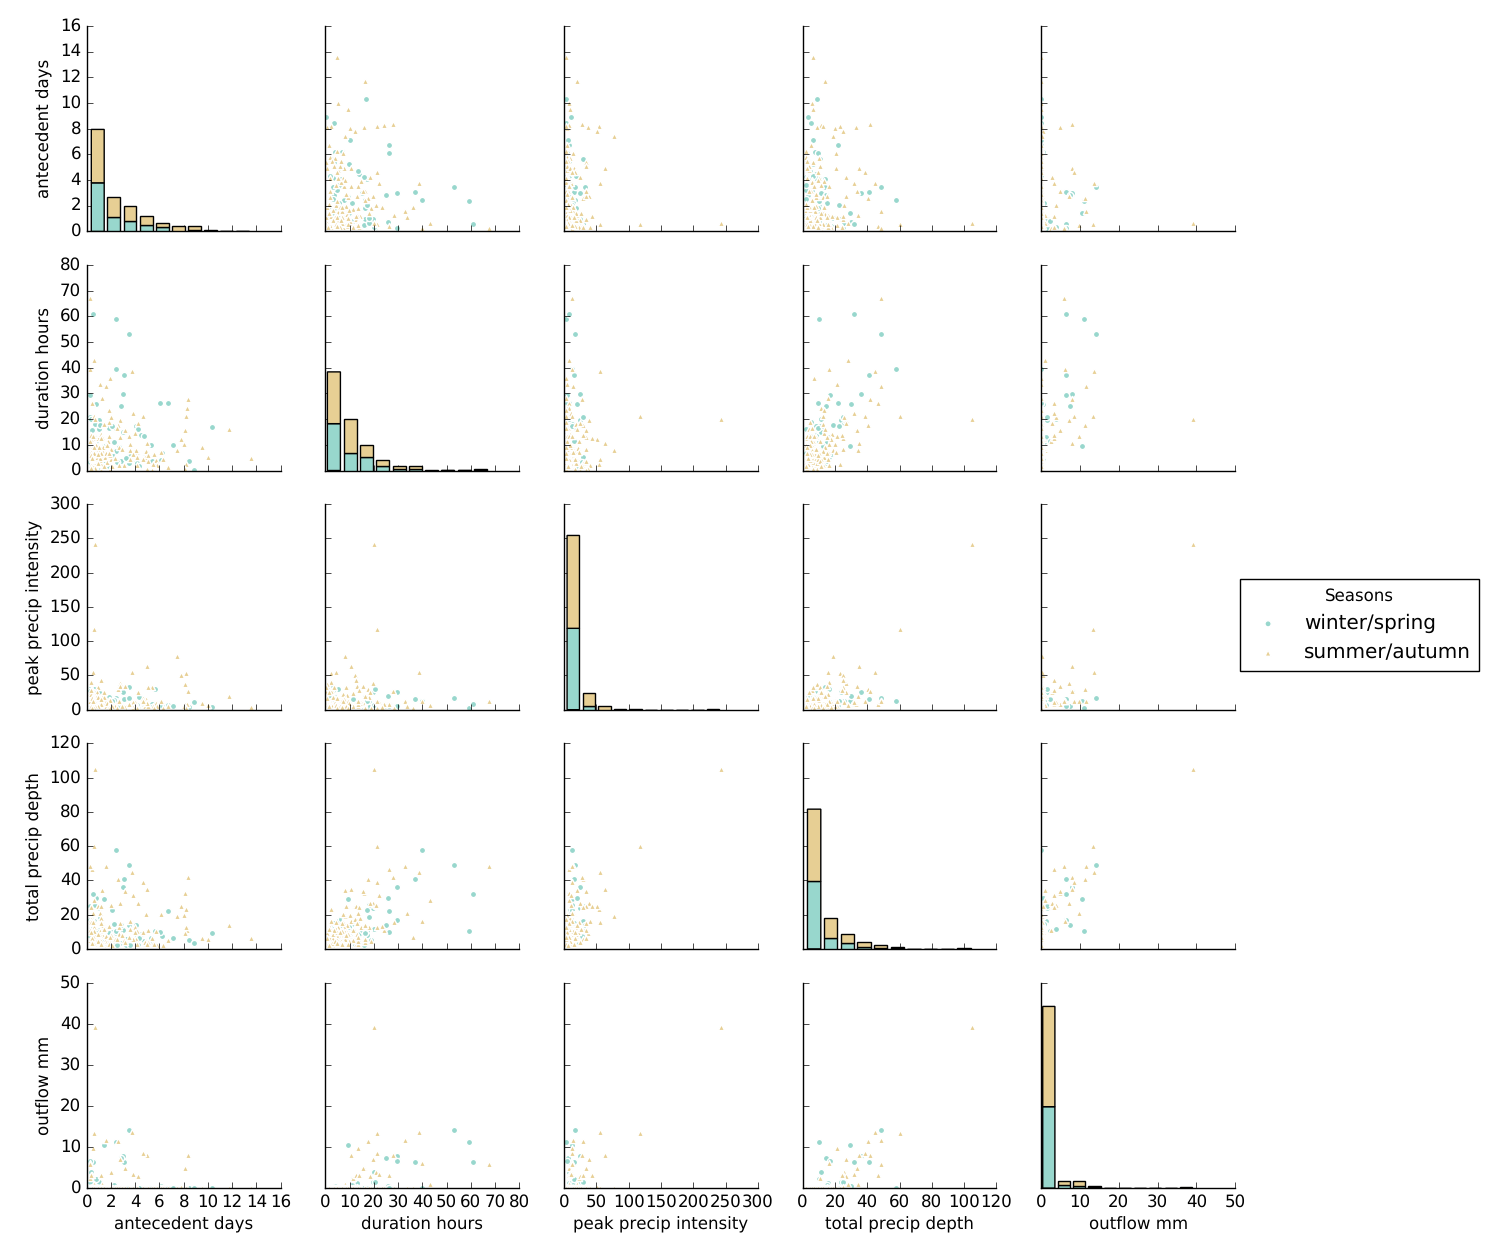 16
14
12
10
8
6
4
2
0
antecedent days
80
70
60
50
40
30
20
10
0
duration hours
300
250
200
150
100
50
0
peak precip intensity
Seasons
winter/spring
summer/autumn
120
100
80
60
40
20
0
total precip depth
50
40
30
20
10
0
outflow mm
0 2 4 6 8 10 12 14 16
antecedent days
0 10 20 30 40 50 60 70 80
duration hours
0 50 100 150 200 250 300
peak precip intensity
0 20 40 60 80 100 120
total precip depth
0 10 20 30 40 50
outflow mm